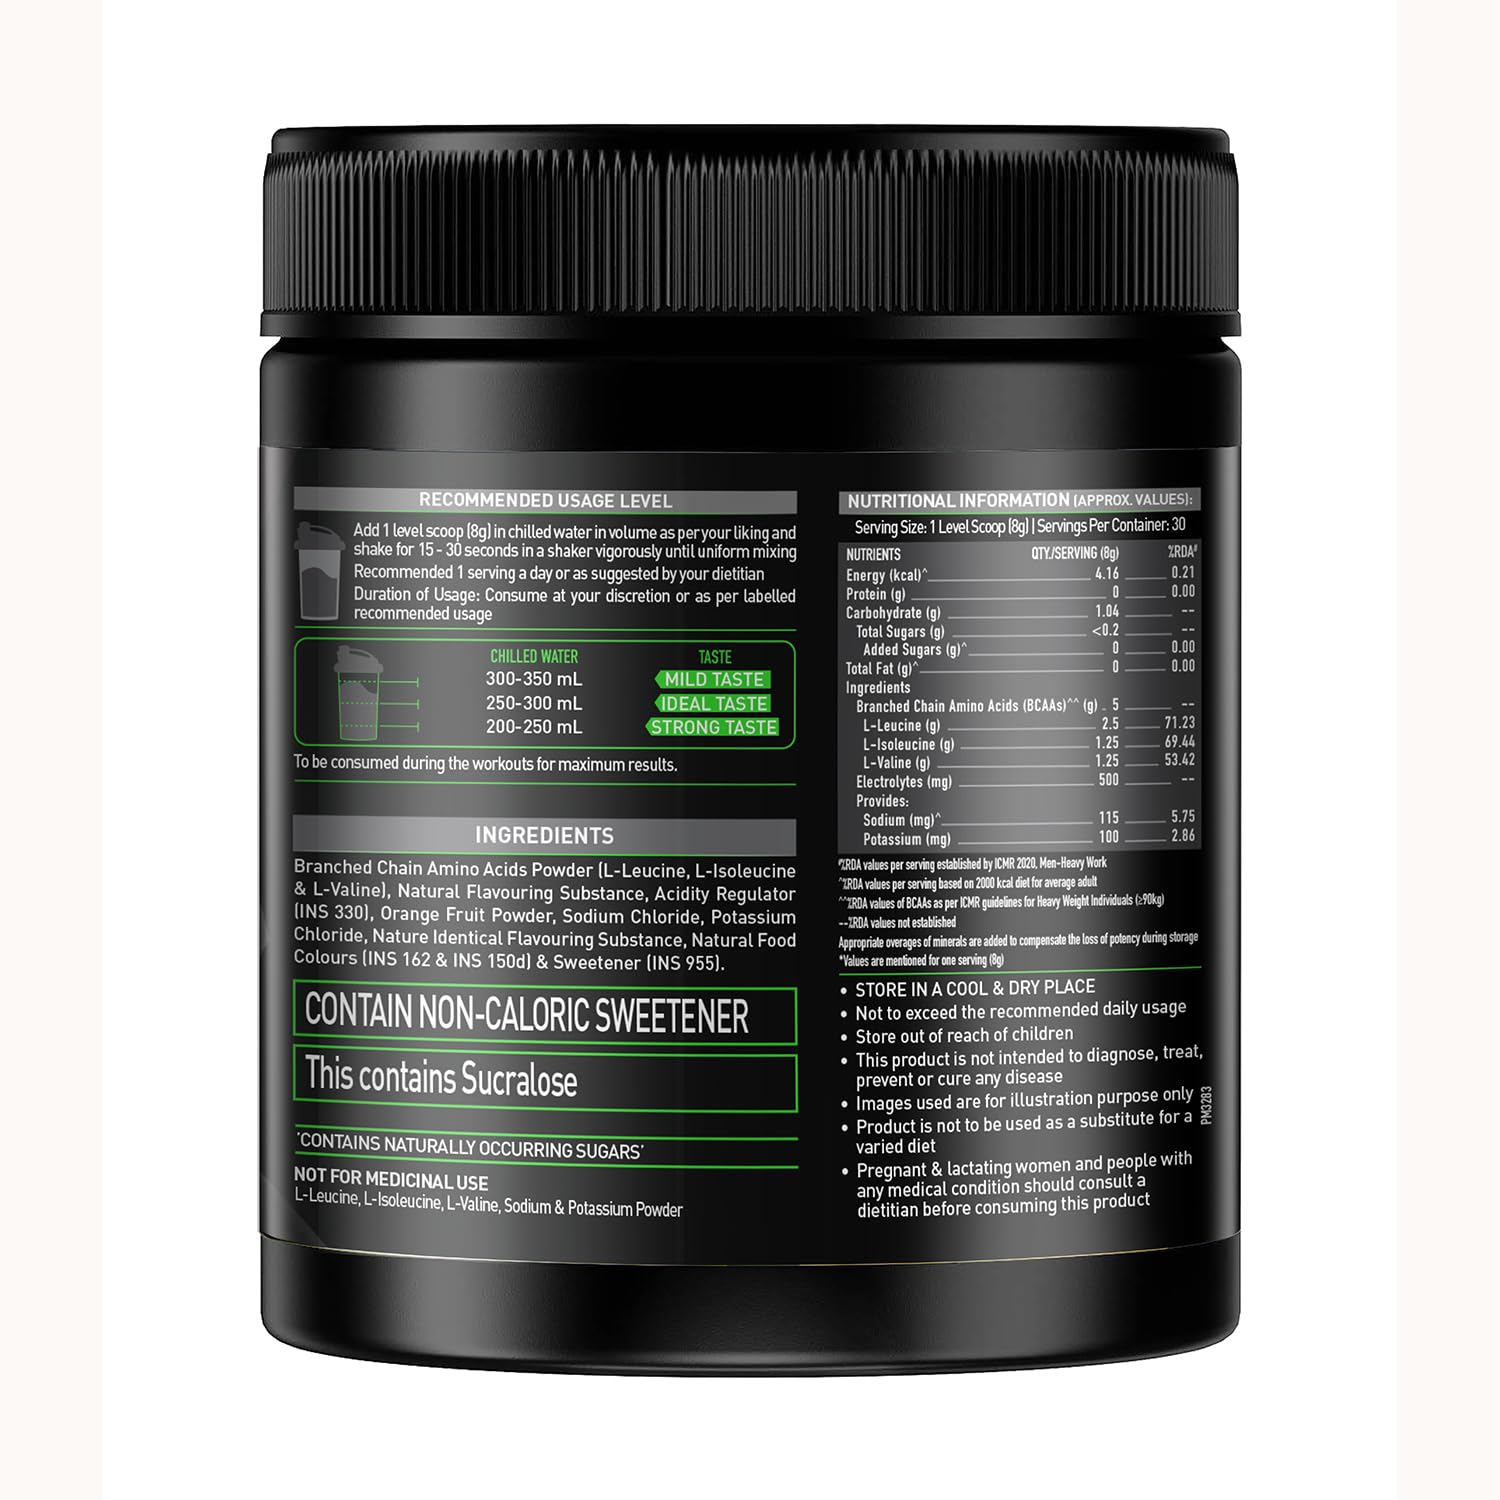 RECOMMENDED USAGE LEVEL
Add 1 level scoop (8g) in chilled water in volume as per your liking and
shake for 15 - 30 seconds in a shaker vigorously until uniform mixing
Recommended 1 serving a day or as suggested by your dietitian
Duration of Usage: Consume at your discretion or as per labelled
recommended usage
CHILLED WATER TASTE
300-350 mL MILD TASTE
250-300 mL IDEAL TASTE
200-250 mL STRONG TASTE
To be consumed during the workouts for maximum results.
INGREDIENTS
Branched Chain Amino Acids Powder (L-Leucine, L-Isoleucine
& L-Valine), Natural Flavouring Substance, Acidity Regulator
(INS 330), Orange Fruit Powder, Sodium Chloride, Potassium
Chloride, Nature Identical Flavouring Substance, Natural Food
Colours (INS 162 & INS 150d) & Sweetener (INS 955).
CONTAIN NON-CALORIC SWEETENER
This contains Sucralose
'CONTAINS NATURALLY OCCURRING SUGARS'
NOT FOR MEDICINAL USE
L-Leucine, L-Isoleucine, L-Valine, Sodium & Potassium Powder
NUTRITIONAL INFORMATION (APPROX. VALUES):
Serving Size: 1 Level Scoop (8g) | Servings Per Container: 30
NUTRIENTS QTY./SERVING (8g) %RDA#
Energy (kcal)^ 4.16 0.21
Protein (g) 0 0.00
Carbohydrate (g) 1.04 --
Total Sugars (g) <0.2 --
Added Sugars (g)^ 0 0.00
Total Fat (g)^ 0 0.00
Ingredients
Branched Chain Amino Acids (BCAAs)^^ (g) 5 --
L-Leucine (g) 2.5 71.23
L-Isoleucine (g) 1.25 69.44
L-Valine (g) 1.25 53.42
Electrolytes (mg) 500 --
Provides:
Sodium (mg)^ 115 5.75
Potassium (mg) 100 2.86
#%RDA values per serving established by ICMR 2020, Men-Heavy Work
^%RDA values per serving based on 2000 kcal diet for average adult
^^%RDA values of BCAAs as per ICMR guidelines for Heavy Weight Individuals (≥90kg)
--%RDA values not established
Appropriate overages of minerals are added to compensate the loss of potency during storage
*Values are mentioned for one serving (8g)
• STORE IN A COOL & DRY PLACE
• Not to exceed the recommended daily usage
• Store out of reach of children
• This product is not intended to diagnose, treat,
prevent or cure any disease
• Images used are for illustration purpose only
• Product is not to be used as a substitute for a
varied diet
• Pregnant & lactating women and people with
any medical condition should consult a
dietitian before consuming this product
PM3283